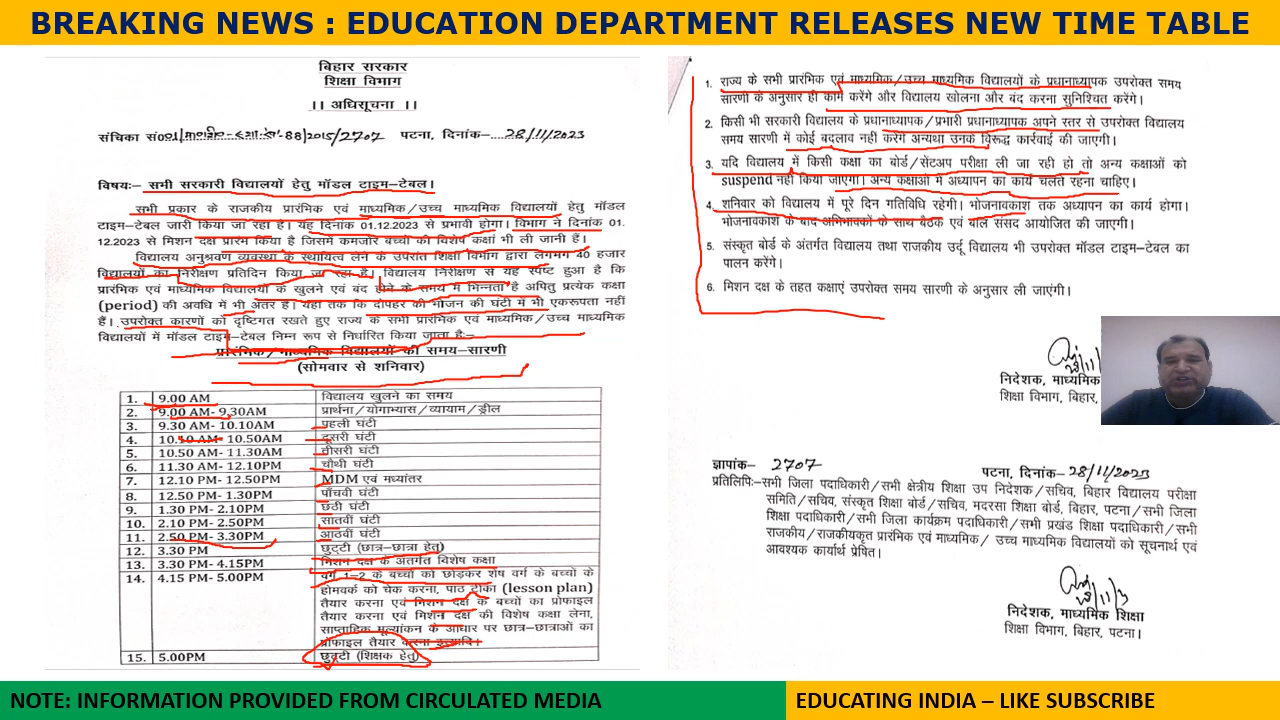 BREAKING NEWS : EDUCATION DEPARTMENT RELEASES NEW TIME TABLE
बिहार सरकार
शिक्षा विभाग
।। अधिसूचना ।।
संचिका सं० 88/2015/2707 पटना, दिनांक- 28/11/2023
विषयः- सभी सरकारी विद्यालयों हेतु मॉडल टाइम-टेबल।
सभी प्रकार के राजकीय प्रारंभिक एवं माध्यमिक/उच्च माध्यमिक विद्यालयों हेतु मॉडल
टाइम-टेबल जारी किया जा रहा है। यह दिनांक 01.12.2023 से प्रभावी होगा। विभाग ने दिनांक 01.
12.2023 से मिशन दक्ष प्रारंभ किया है जिसमें कमजोर बच्चों की विशेष कक्षा भी ली जानी हैं।
विद्यालय अनुश्रवण व्यवस्था के स्थायित्व लेने के उपरांत शिक्षा विभाग द्वारा लगभग 40 हजार
विद्यालयों का निरीक्षण प्रतिदिन किया जा रहा है। विद्यालय निरीक्षण से यह स्पष्ट हुआ है कि
प्रारंभिक एवं माध्यमिक विद्यालयों के खुलने एवं बंद होने के समय में भिन्नता है अपितु प्रत्येक कक्षा
(period) की अवधि में भी अंतर है। यहाँ तक कि दोपहर की भोजन की घंटी में भी एकरूपता नहीं
हैं। उपरोक्त कारणों को दृष्टिगत रखते हुए राज्य के सभी प्रारंभिक एवं माध्यमिक/उच्च माध्यमिक
विद्यालयों में मॉडल टाइम-टेबल निम्न रूप से निर्धारित किया जाता है:-
प्रारंभिक/माध्यमिक विद्यालयों की समय-सारणी
(सोमवार से शनिवार)
1. 9.00 AM विद्यालय खुलने का समय
2. 9.00 AM- 9.30AM प्रार्थना/योगाभ्यास/व्यायाम/ड्रील
3. 9.30 AM- 10.10AM पहली घंटी
4. 10.10 AM- 10.50AM दूसरी घंटी
5. 10.50 AM- 11.30AM तीसरी घंटी
6. 11.30 AM- 12.10PM चौथी घंटी
7. 12.10 PM- 12.50PM MDM एवं मध्यांतर
8. 12.50 PM- 1.30PM पाँचवी घंटी
9. 1.30 PM- 2.10PM छठी घंटी
10. 2.10 PM- 2.50PM सातवीं घंटी
11. 2.50 PM- 3.30PM आठवीं घंटी
12. 3.30 PM छुट्टी (छात्र-छात्रा हेतु)
13. 3.30 PM- 4.15PM मिशन दक्ष के अंतर्गत विशेष कक्षा
14. 4.15 PM- 5.00PM वर्ग 1-2 के बच्चों को छोड़कर शेष वर्ग के बच्चों के
होमवर्क को चेक करना, पाठ टीका (lesson plan)
तैयार करना एवं मिशन दक्ष के बच्चों का प्रोफाइल
तैयार करना एवं मिशन दक्ष की विशेष कक्षा लेना,
साप्ताहिक मूल्यांकन के आधार पर छात्र-छात्राओं का
प्रोफाईल तैयार करना इत्यादि।
15. 5.00PM छुट्टी (शिक्षक हेतु)
1. राज्य के सभी प्रारंभिक एवं माध्यमिक/उच्च माध्यमिक विद्यालयों के प्रधानाध्यापक उपरोक्त समय
सारणी के अनुसार ही कार्य करेंगे और विद्यालय खोलना और बंद करना सुनिश्चित करेंगे।
2. किसी भी सरकारी विद्यालय के प्रधानाध्यापक/प्रभारी प्रधानाध्यापक अपने स्तर से उपरोक्त विद्यालय
समय सारणी में कोई बदलाव नहीं करेंगे अन्यथा उनके विरूद्ध कार्रवाई की जाएगी।
3. यदि विद्यालय में किसी कक्षा का बोर्ड/सेंटअप परीक्षा ली जा रही हो तो अन्य कक्षाओं को
suspend नहीं किया जाएगा। अन्य कक्षाओं में अध्यापन का कार्य चलते रहना चाहिए।
4. शनिवार को विद्यालय में पूरे दिन गतिविधि रहेगी। भोजनावकाश तक अध्यापन का कार्य होगा।
भोजनावकाश के बाद अभिभावकों के साथ बैठक एवं बाल संसद आयोजित की जाएगी।
5. संस्कृत बोर्ड के अंतर्गत विद्यालय तथा राजकीय उर्दू विद्यालय भी उपरोक्त मॉडल टाइम-टेबल का
पालन करेंगे।
6. मिशन दक्ष के तहत कक्षाएं उपरोक्त समय सारणी के अनुसार ली जाएंगी।
निदेशक, माध्यमिक
शिक्षा विभाग, बिहार,
ज्ञापांक- 2707 पटना, दिनांक- 28/11/2023
प्रतिलिपिः-सभी जिला पदाधिकारी/सभी क्षेत्रीय शिक्षा उप निदेशक/सचिव, बिहार विद्यालय परीक्षा
समिति/सचिव, संस्कृत शिक्षा बोर्ड/सचिव, मदरसा शिक्षा बोर्ड, बिहार, पटना/सभी जिला
शिक्षा पदाधिकारी/सभी जिला कार्यक्रम पदाधिकारी/सभी प्रखंड शिक्षा पदाधिकारी/सभी
राजकीय/राजकीयकृत प्रारंभिक एवं माध्यमिक/ उच्च माध्यमिक विद्यालयों को सूचनार्थ एवं
आवश्यक कार्यार्थ प्रेषित।
निदेशक, माध्यमिक शिक्षा
शिक्षा विभाग, बिहार, पटना।
NOTE: INFORMATION PROVIDED FROM CIRCULATED MEDIA
EDUCATING INDIA – LIKE SUBSCRIBE